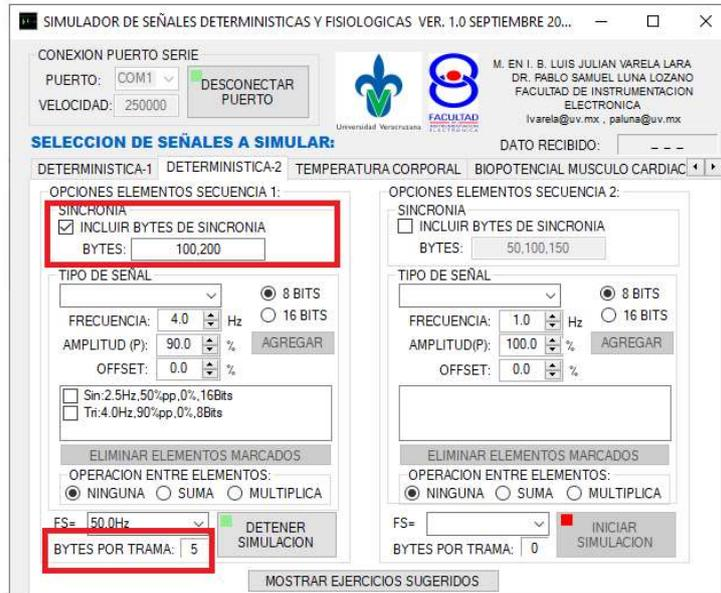 SIMULADOR DE SEÑALES DETERMINISTICAS Y FISIOLOGICAS VER. 1.0 SEPTIEMBRE 20...
CONEXION PUERTO SERIE
PUERTO: COM1
VELOCIDAD: 250000
DESCONECTAR
PUERTO
Universidad Veracruzana
FACULTAD
M. EN I. B. LUIS JULIAN VARELA LARA
DR. PABLO SAMUEL LUNA LOZANO
FACULTAD DE INSTRUMENTACION
ELECTRONICA
lvarela@uv.mx , paluna@uv.mx
SELECCION DE SEÑALES A SIMULAR:
DATO RECIBIDO: _ _ _
DETERMINISTICA-1 DETERMINISTICA-2 TEMPERATURA CORPORAL BIOPOTENCIAL MUSCULO CARDIAC
OPCIONES ELEMENTOS SECUENCIA 1:
SINCRONIA
INCLUIR BYTES DE SINCRONIA
BYTES: 100,200
TIPO DE SEÑAL
8 BITS
16 BITS
FRECUENCIA: 4.0 Hz
AMPLITUD (P): 90.0 % AGREGAR
OFFSET: 0.0 %
Sin:2.5Hz,50%pp,0%,16Bits
Tri:4.0Hz,90%pp,0%,8Bits
ELIMINAR ELEMENTOS MARCADOS
OPERACION ENTRE ELEMENTOS:
NINGUNA SUMA MULTIPLICA
FS= 50.0Hz
BYTES POR TRAMA: 5
DETENER
SIMULACION
OPCIONES ELEMENTOS SECUENCIA 2:
SINCRONIA
INCLUIR BYTES DE SINCRONIA
BYTES: 50,100,150
TIPO DE SEÑAL
8 BITS
16 BITS
FRECUENCIA: 1.0 Hz
AMPLITUD(P): 100.0 % AGREGAR
OFFSET: 0.0 %
ELIMINAR ELEMENTOS MARCADOS
OPERACION ENTRE ELEMENTOS:
NINGUNA SUMA MULTIPLICA
FS=
BYTES POR TRAMA: 0
INICIAR
SIMULACION
MOSTRAR EJERCICIOS SUGERIDOS